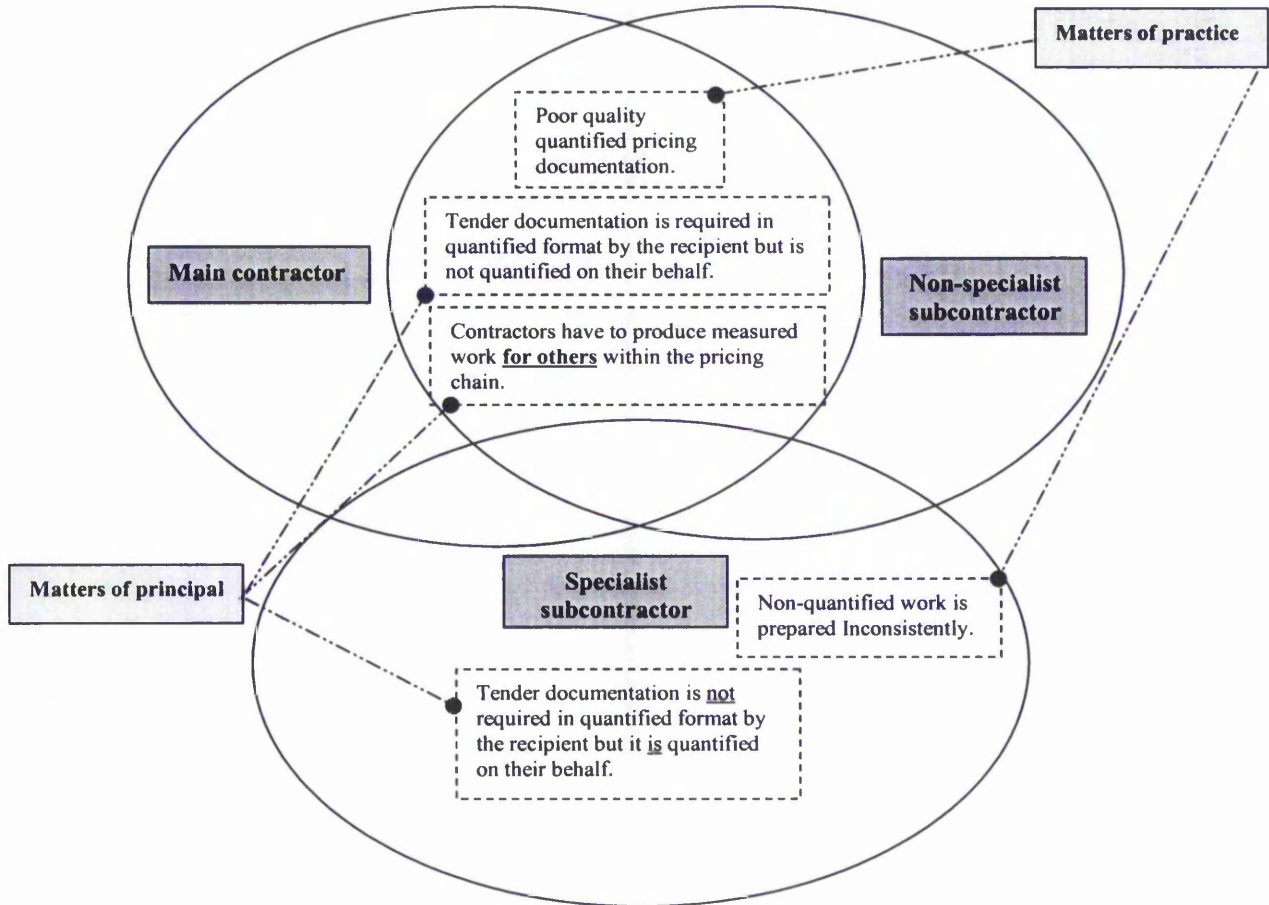 Matters of practice
Poor quality
quantified pricing
documentation.
Tender documentation is required in
quantified format by the recipient but is
not quantified on their behalf.
Main contractor
Non-specialist
subcontractor
Contractors have to produce measured
work for others within the pricing
chain.
Matters of principal
Specialist
subcontractor
Non-quantified work is
prepared Inconsistently.
Tender documentation is not
required in quantified format by
the recipient but it is quantified
on their behalf.